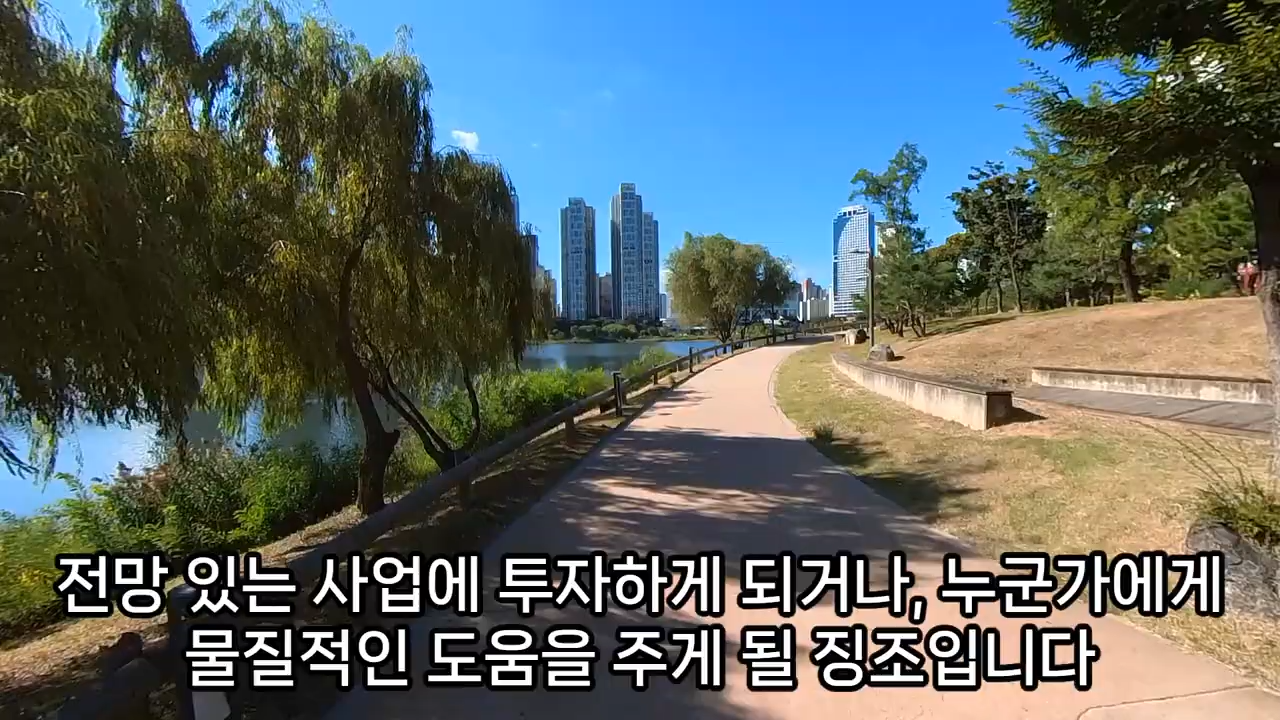 전망 있는 사업에 투자하게 되거나, 누군가에게
물질적인 도움을 주게 될 징조입니다